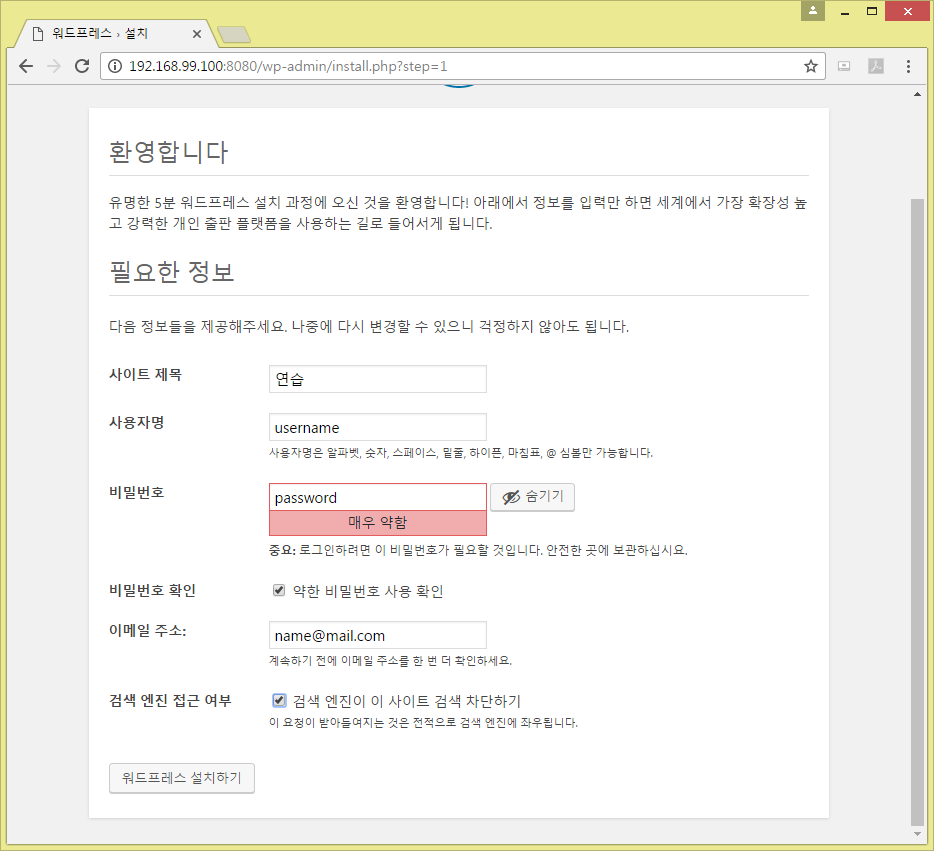 워드프레스 › 설치
192.168.99.100:8080/wp-admin/install.php?step=1
환영합니다
유명한 5분 워드프레스 설치 과정에 오신 것을 환영합니다! 아래에서 정보를 입력만 하면 세계에서 가장 확장성 높
고 강력한 개인 출판 플랫폼을 사용하는 길로 들어서게 됩니다.
필요한 정보
다음 정보들을 제공해주세요. 나중에 다시 변경할 수 있으니 걱정하지 않아도 됩니다.
사이트 제목
연습
사용자명
username
사용자명은 알파벳, 숫자, 스페이스, 밑줄, 하이픈, 마침표, @ 심볼만 가능합니다.
비밀번호
password
숨기기
매우 약함
중요: 로그인하려면 이 비밀번호가 필요할 것입니다. 안전한 곳에 보관하십시요.
비밀번호 확인
약한 비밀번호 사용 확인
이메일 주소:
name@mail.com
계속하기 전에 이메일 주소를 한 번 더 확인하세요.
검색 엔진 접근 여부
검색 엔진이 이 사이트 검색 차단하기
이 요청이 받아들여지는 것은 전적으로 검색 엔진에 좌우됩니다.
워드프레스 설치하기